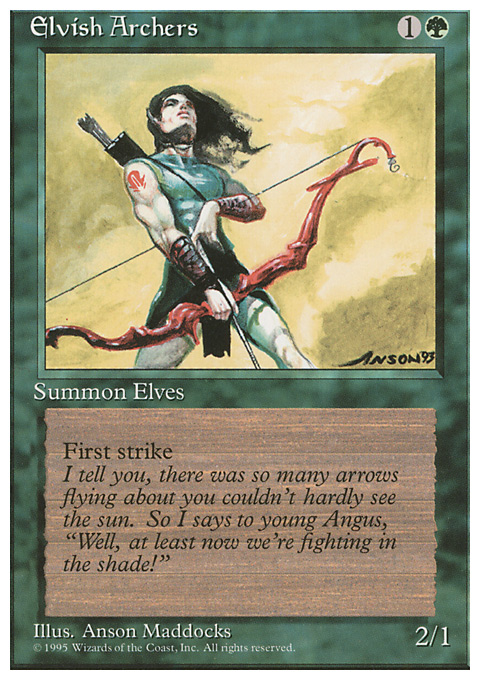 Elvish Archers 1
ANSON '93
Summon Elves
First strike
I tell you, there was so many arrows
flying about you couldn't hardly see
the sun. So I says to young Angus,
"Well, at least now we're fighting in
the shade!"
Illus. Anson Maddocks
2/1
© 1995 Wizards of the Coast, Inc. All rights reserved.